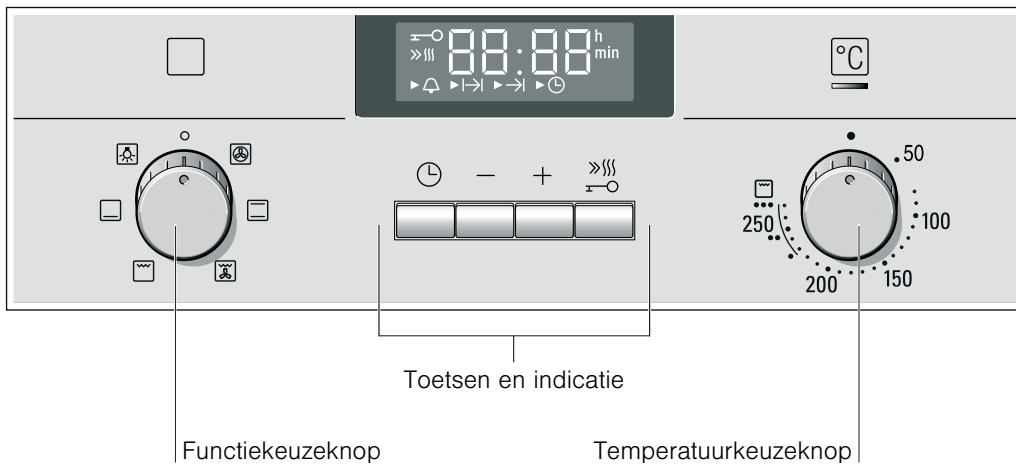 88:88 h
min
°C
50
100
150
200
250
Toetsen en indicatie
Functiekeuzeknop
Temperatuurkeuzeknop